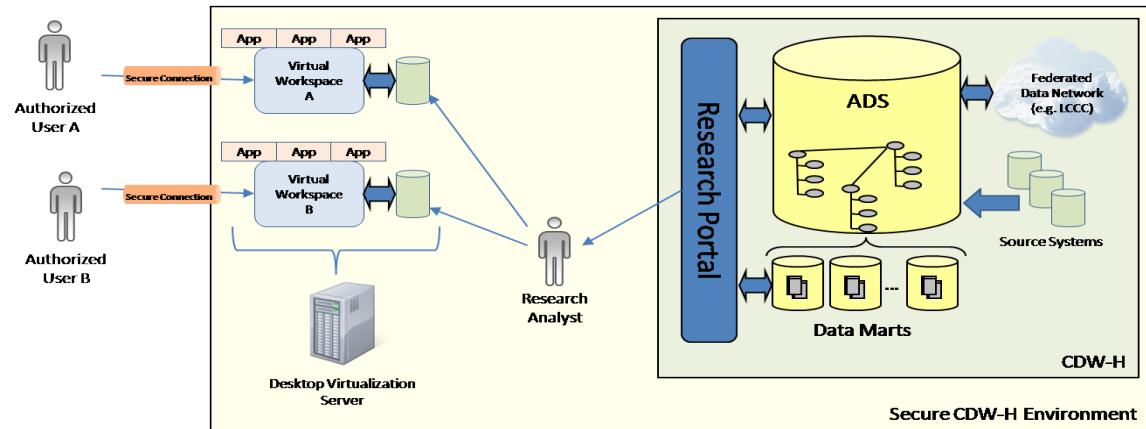 Authorized
User A
Authorized
User B
Secure Connection
Secure Connection
App App App
Virtual
Workspace
A
App App App
Virtual
Workspace
B
Desktop Virtualization
Server
Research
Analyst
Research Portal
ADS
Federated
Data Network
(e.g. LCCC)
Source Systems
...
Data Marts
CDW-H
Secure CDW-H Environment